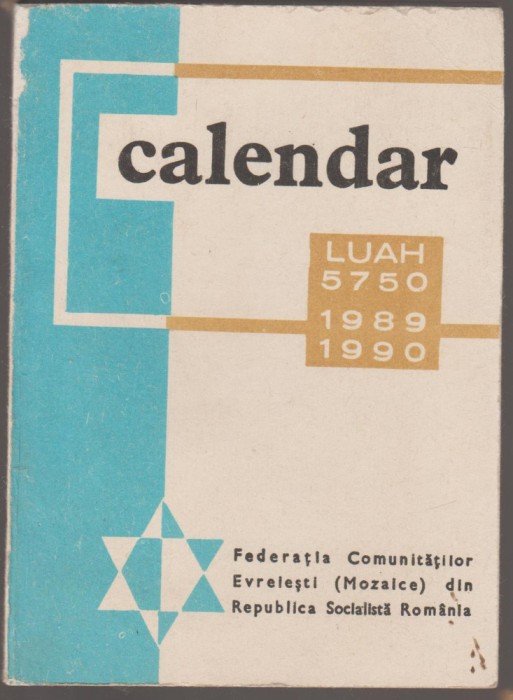 calendar
LUAH
5750
1989
1990
Federația Comunităților
Evreiești (Mozaice) din
Republica Socialistă România